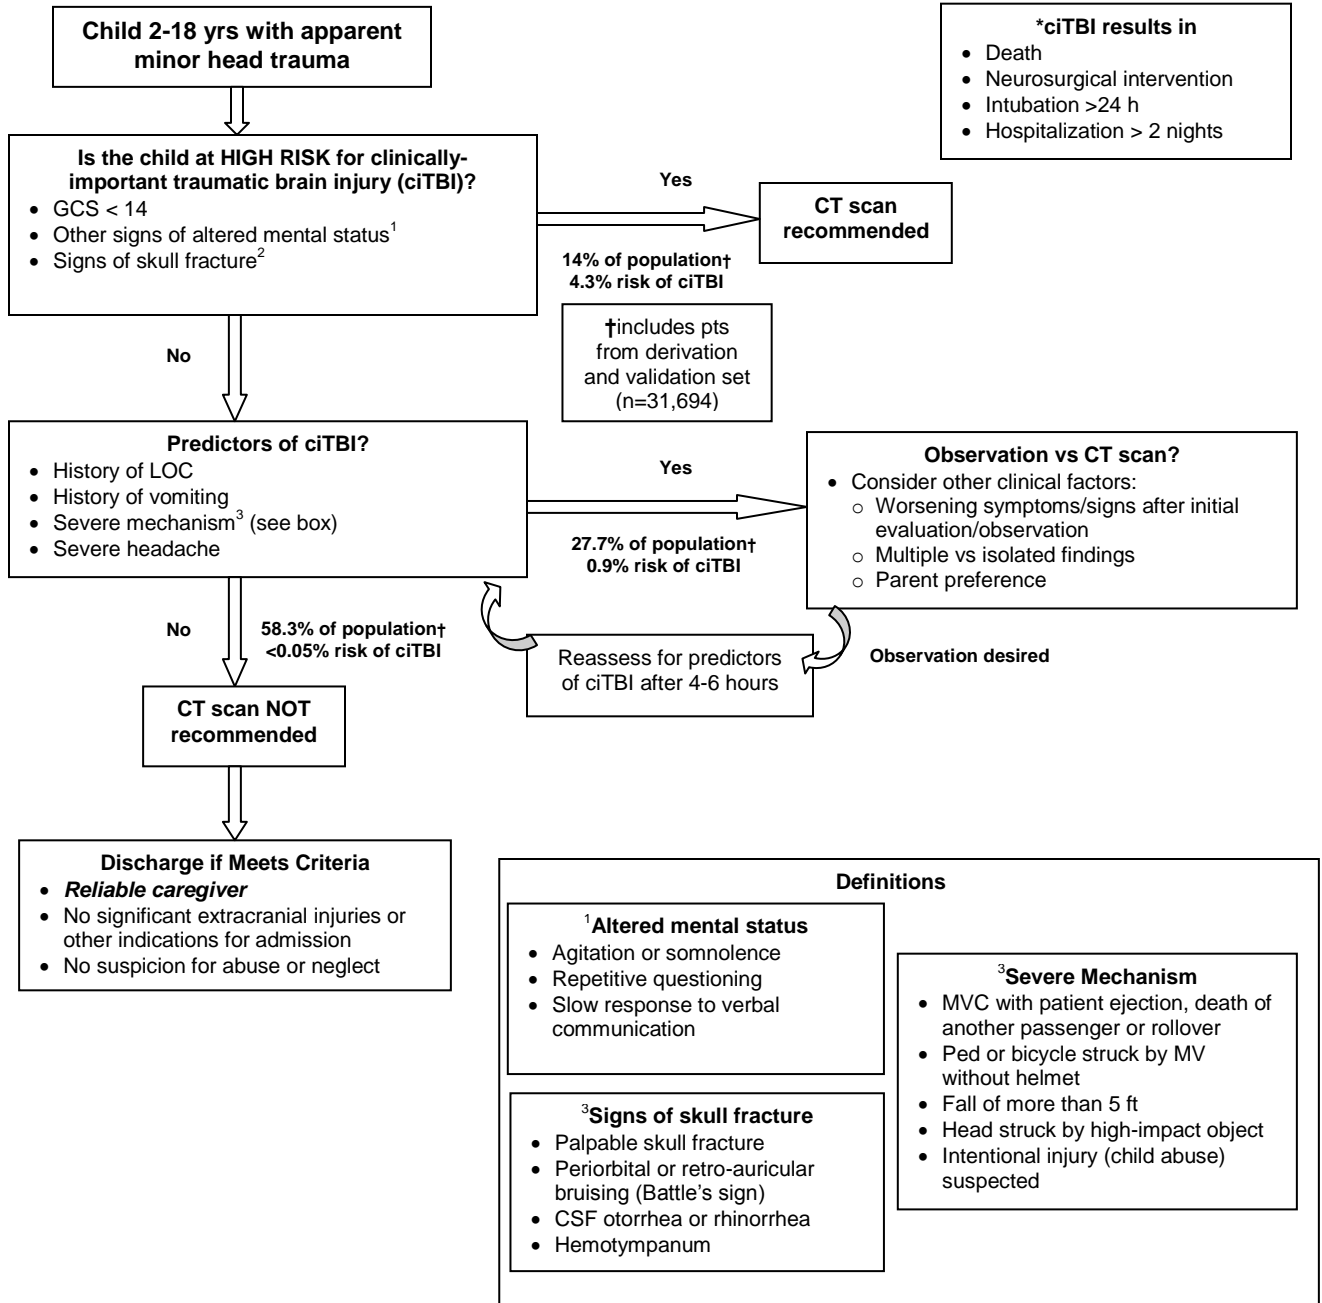 Child 2-18 yrs with apparent
minor head trauma
*ciTBI results in
• Death
• Neurosurgical intervention
• Intubation >24 h
• Hospitalization > 2 nights
Is the child at HIGH RISK for clinically-
important traumatic brain injury (ciTBI)?
• GCS < 14
• Other signs of altered mental status1
• Signs of skull fracture2
Yes
CT scan
recommended
14% of population†
4.3% risk of ciTBI
†includes pts
from derivation
and validation set
(n=31,694)
No
Predictors of ciTBI?
• History of LOC
• History of vomiting
• Severe mechanism3 (see box)
• Severe headache
Yes
27.7% of population†
0.9% risk of ciTBI
Observation vs CT scan?
• Consider other clinical factors:
o Worsening symptoms/signs after initial
evaluation/observation
o Multiple vs isolated findings
o Parent preference
No
58.3% of population†
<0.05% risk of ciTBI
Reassess for predictors
of ciTBI after 4-6 hours
Observation desired
CT scan NOT
recommended
Discharge if Meets Criteria
• Reliable caregiver
• No significant extracranial injuries or
other indications for admission
• No suspicion for abuse or neglect
Definitions
1Altered mental status
• Agitation or somnolence
• Repetitive questioning
• Slow response to verbal
communication
3Signs of skull fracture
• Palpable skull fracture
• Periorbital or retro-auricular
bruising (Battle's sign)
• CSF otorrhea or rhinorrhea
• Hemotympanum
3Severe Mechanism
• MVC with patient ejection, death of
another passenger or rollover
• Ped or bicycle struck by MV
without helmet
• Fall of more than 5 ft
• Head struck by high-impact object
• Intentional injury (child abuse)
suspected